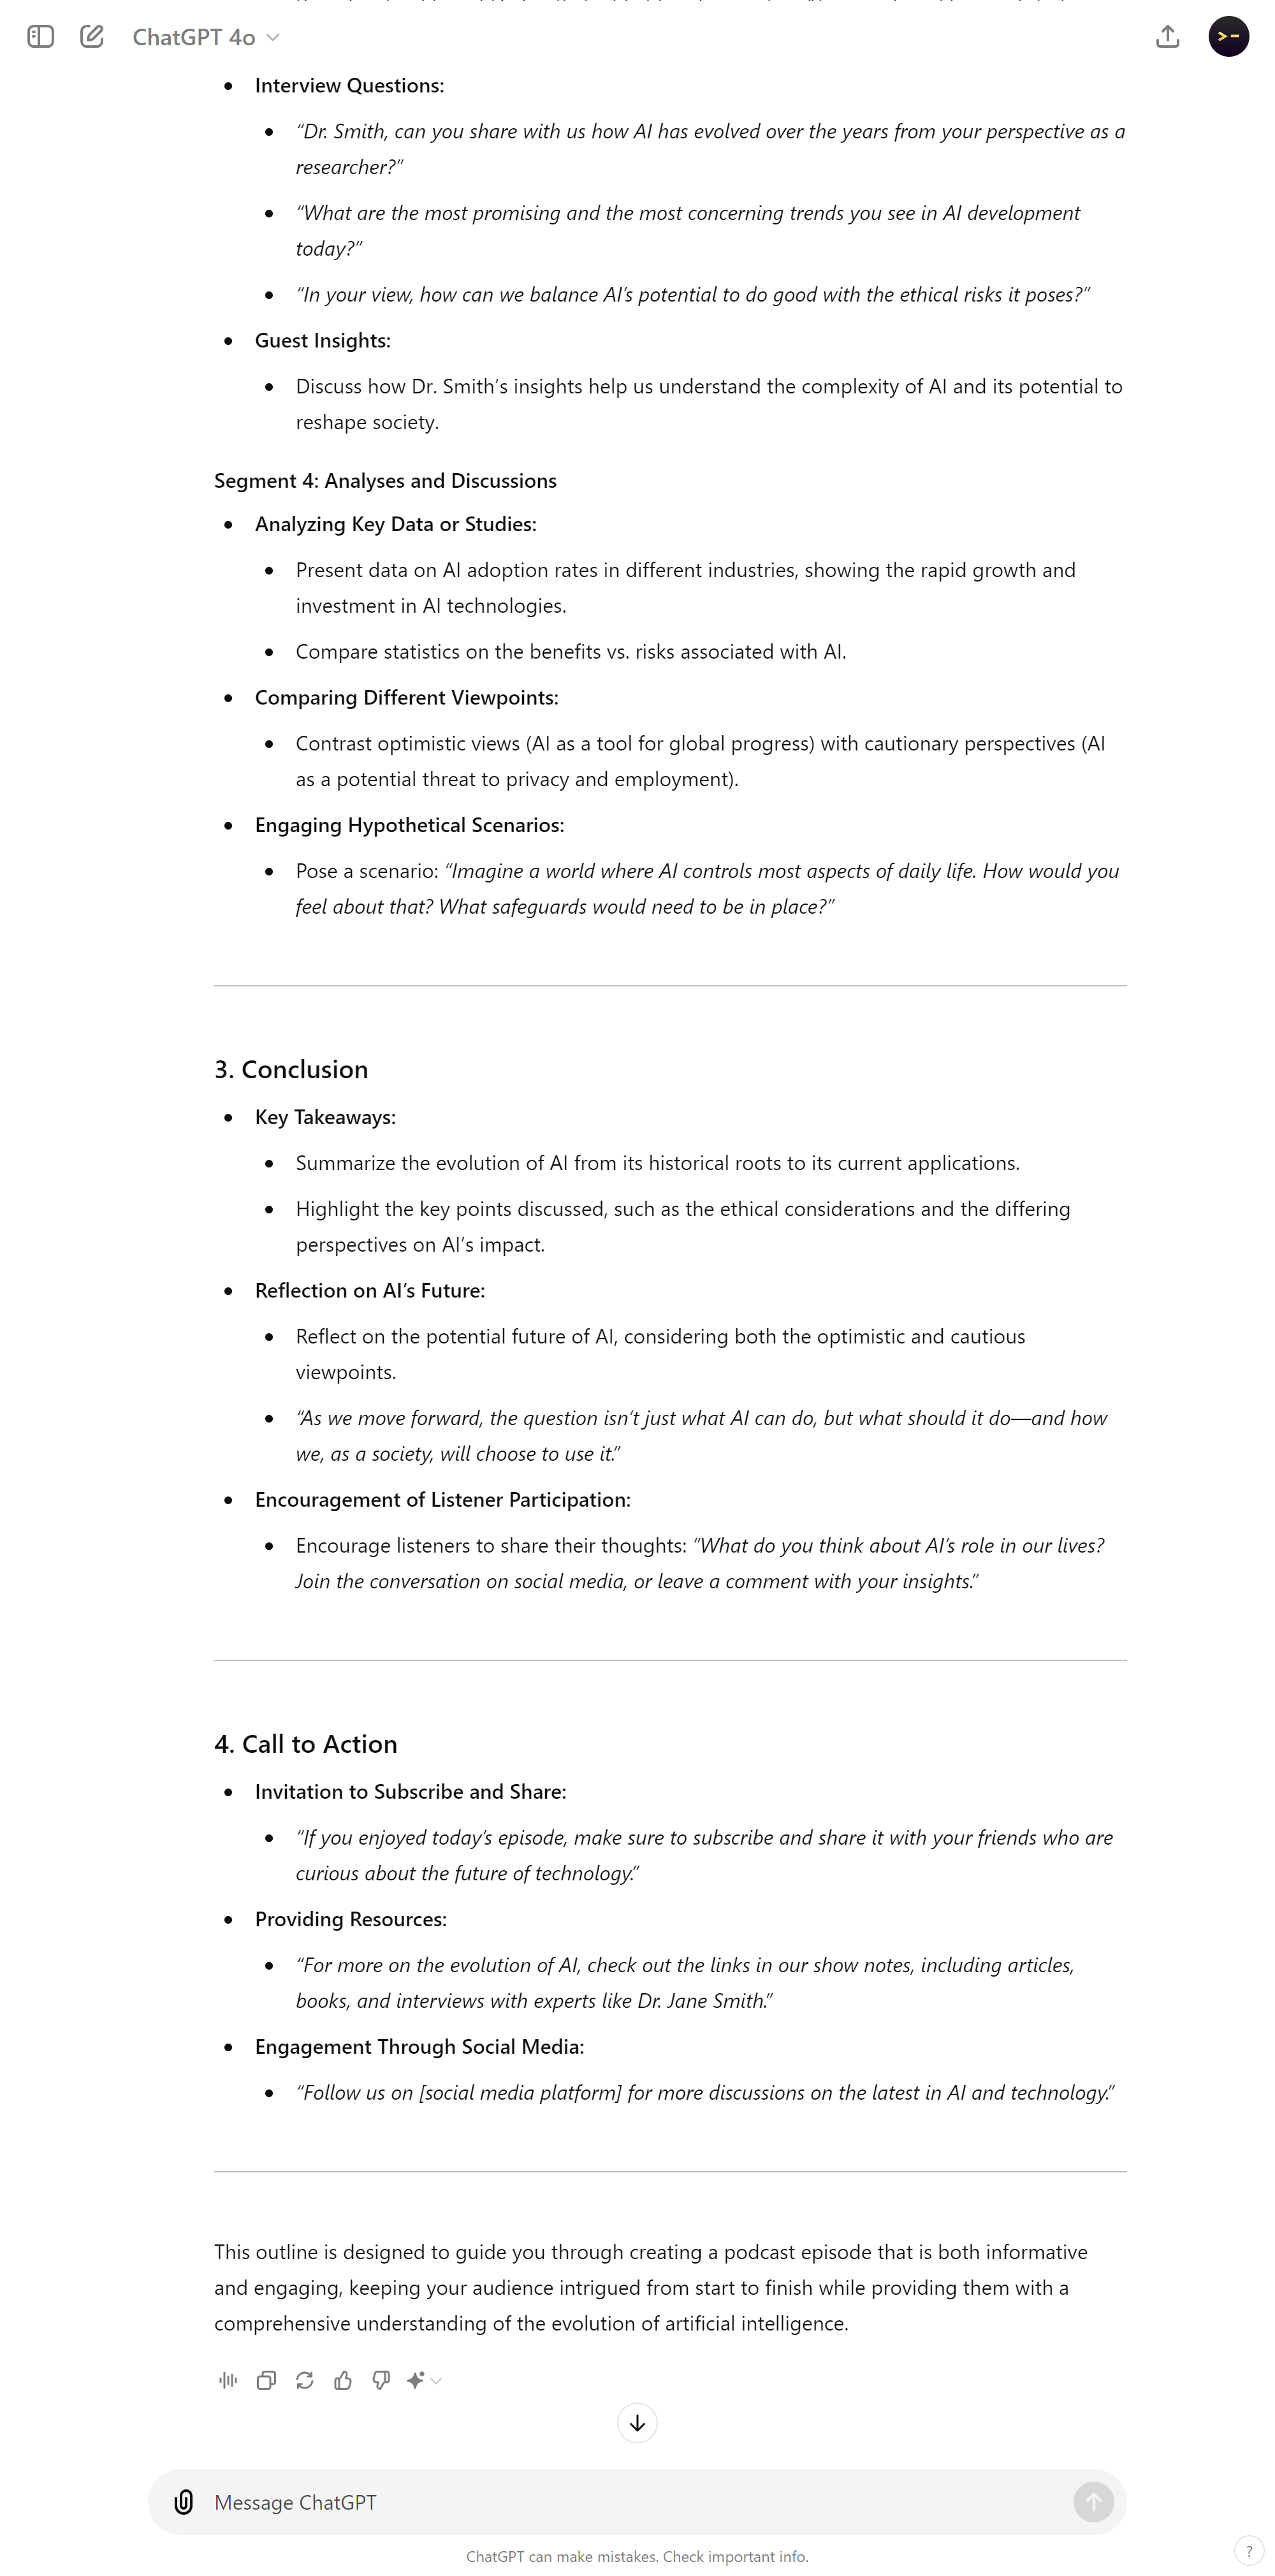 ChatGPT 4o
Interview Questions:
“Dr. Smith, can you share with us how AI has evolved over the years from your perspective as a
researcher?”
“What are the most promising and the most concerning trends you see in AI development
today?”
“In your view, how can we balance AI’s potential to do good with the ethical risks it poses?”
Guest Insights:
Discuss how Dr. Smith’s insights help us understand the complexity of AI and its potential to
reshape society.
Segment 4: Analyses and Discussions
Analyzing Key Data or Studies:
Present data on AI adoption rates in different industries, showing the rapid growth and
investment in AI technologies.
Compare statistics on the benefits vs. risks associated with AI.
Comparing Different Viewpoints:
Contrast optimistic views (AI as a tool for global progress) with cautionary perspectives (AI
as a potential threat to privacy and employment).
Engaging Hypothetical Scenarios:
Pose a scenario: “Imagine a world where AI controls most aspects of daily life. How would you
feel about that? What safeguards would need to be in place?”
3. Conclusion
Key Takeaways:
Summarize the evolution of AI from its historical roots to its current applications.
Highlight the key points discussed, such as the ethical considerations and the differing
perspectives on AI’s impact.
Reflection on AI’s Future:
Reflect on the potential future of AI, considering both the optimistic and cautious
viewpoints.
“As we move forward, the question isn’t just what AI can do, but what should it do—and how
we, as a society, will choose to use it.”
Encouragement of Listener Participation:
Encourage listeners to share their thoughts: “What do you think about AI’s role in our lives?
Join the conversation on social media, or leave a comment with your insights.”
4. Call to Action
Invitation to Subscribe and Share:
“If you enjoyed today’s episode, make sure to subscribe and share it with your friends who are
curious about the future of technology.”
Providing Resources:
“For more on the evolution of AI, check out the links in our show notes, including articles,
books, and interviews with experts like Dr. Jane Smith.”
Engagement Through Social Media:
“Follow us on [social media platform] for more discussions on the latest in AI and technology.”
This outline is designed to guide you through creating a podcast episode that is both informative
and engaging, keeping your audience intrigued from start to finish while providing them with a
comprehensive understanding of the evolution of artificial intelligence.
Message ChatGPT
ChatGPT can make mistakes. Check important info.
?